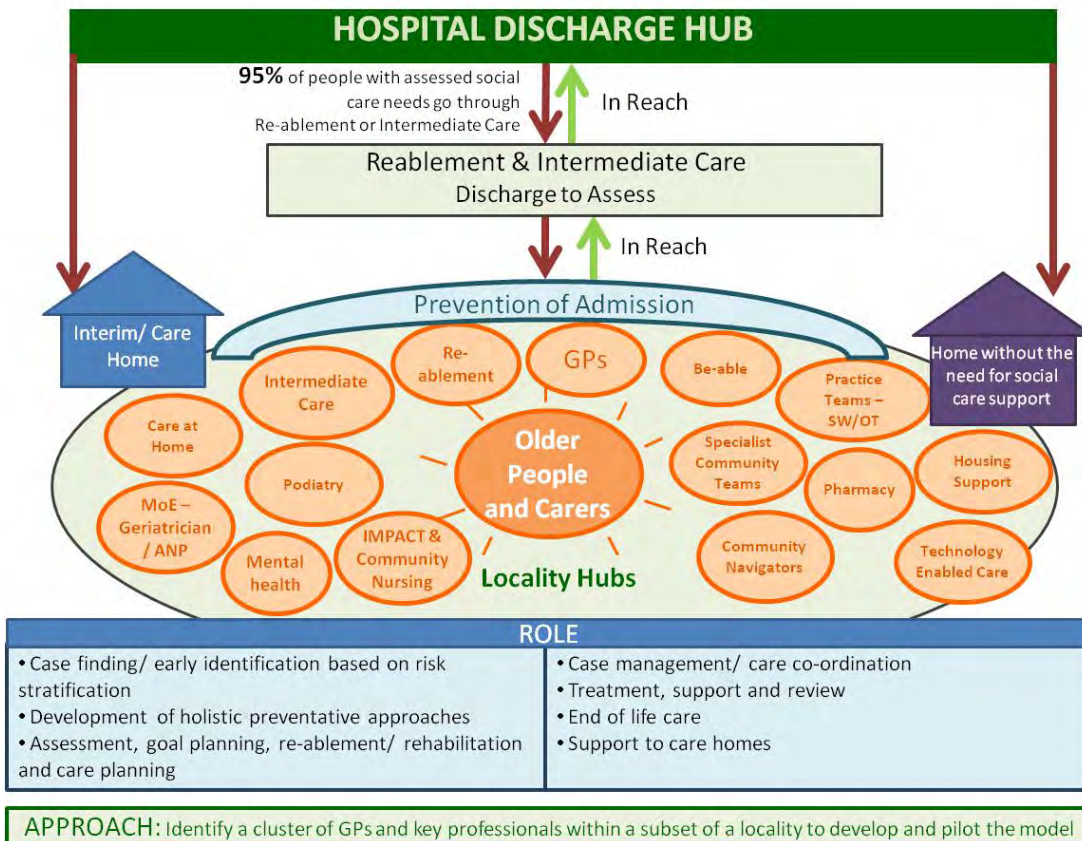 HOSPITAL DISCHARGE HUB
95% of people with assessed social
care needs go through
Re-ablement or Intermediate Care
In Reach
Reablement & Intermediate Care
Discharge to Assess
In Reach
Prevention of Admission
Interim/ Care
Home
Home without the
need for social
care support
Intermediate
Care
Re-
ablement
GPs
Be-able
Practice
Teams –
SW/OT
Care at
Home
Podiatry
Older
People
and Carers
Specialist
Community
Teams
Pharmacy
Housing
Support
MoE –
Geriatrician
/ ANP
Mental
health
IMPACT &
Community
Nursing
Locality Hubs
Community
Navigators
Technology
Enabled Care
ROLE
• Case finding/ early identification based on risk
stratification
• Development of holistic preventative approaches
• Assessment, goal planning, re-ablement/ rehabilitation
and care planning
• Case management/ care co-ordination
• Treatment, support and review
• End of life care
• Support to care homes
APPROACH: Identify a cluster of GPs and key professionals within a subset of a locality to develop and pilot the model